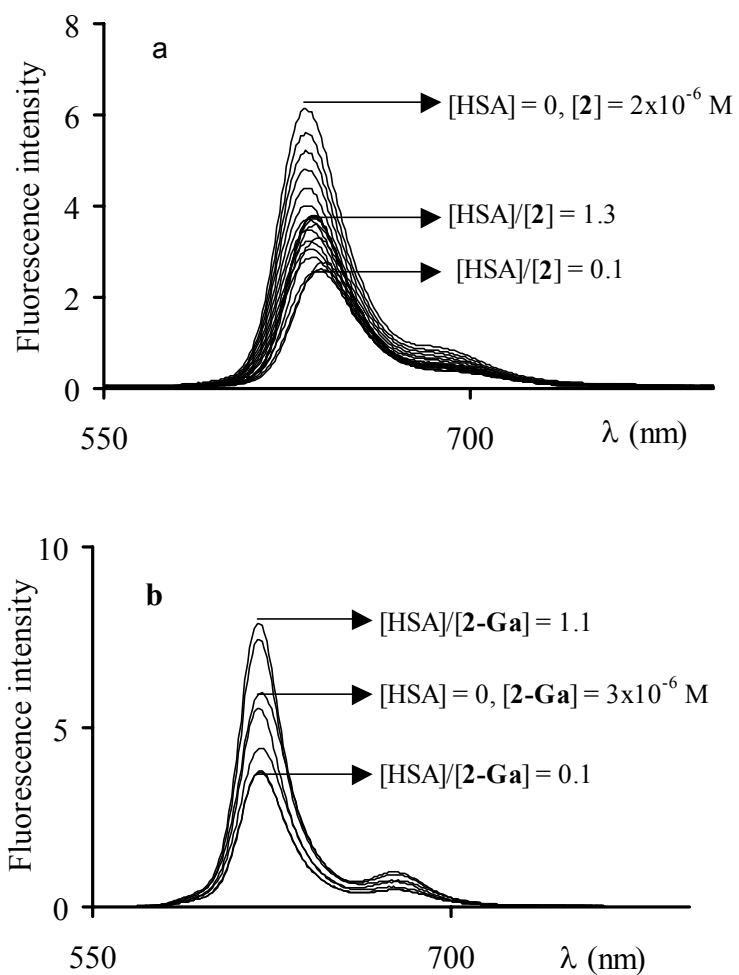 a
Fluorescence intensity
8
6
4
2
0
[HSA] = 0, [2] = 2x10⁻⁶ M
[HSA]/[2] = 1.3
[HSA]/[2] = 0.1
550
700
λ (nm)
b
Fluorescence intensity
10
5
0
[HSA]/[2-Ga] = 1.1
[HSA] = 0, [2-Ga] = 3x10⁻⁶ M
[HSA]/[2-Ga] = 0.1
550
700
λ (nm)